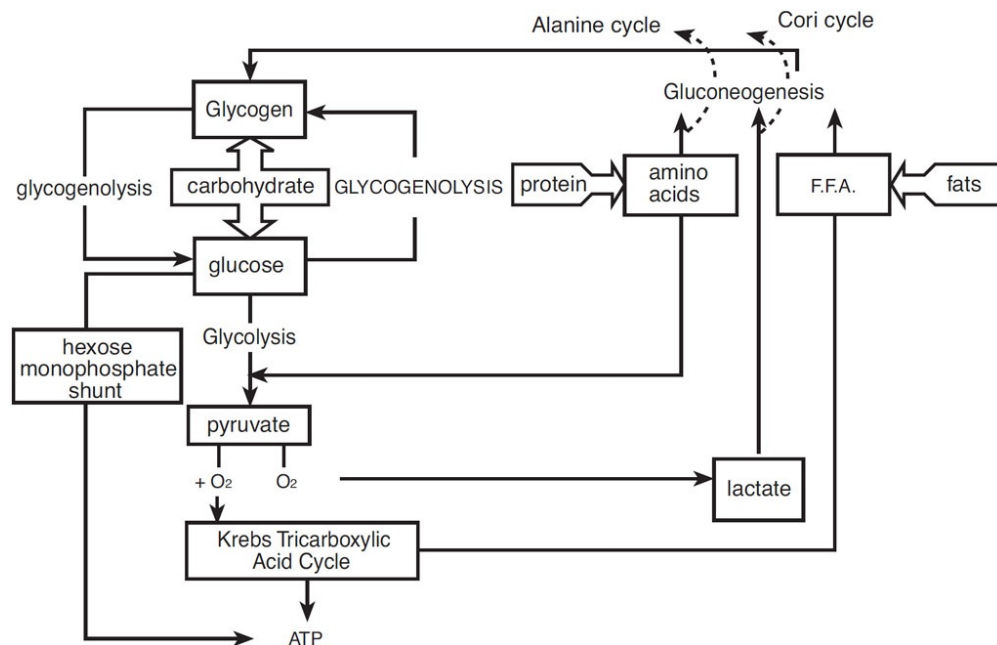 Alanine cycle
Cori cycle
Glycogen
Gluconeogenesis
glycogenolysis
carbohydrate
GLYCOGENOLYSIS
protein
amino
acids
F.F.A.
fats
glucose
Glycolysis
hexose
monophosphate
shunt
pyruvate
+ O2
O2
lactate
Krebs Tricarboxylic
Acid Cycle
ATP